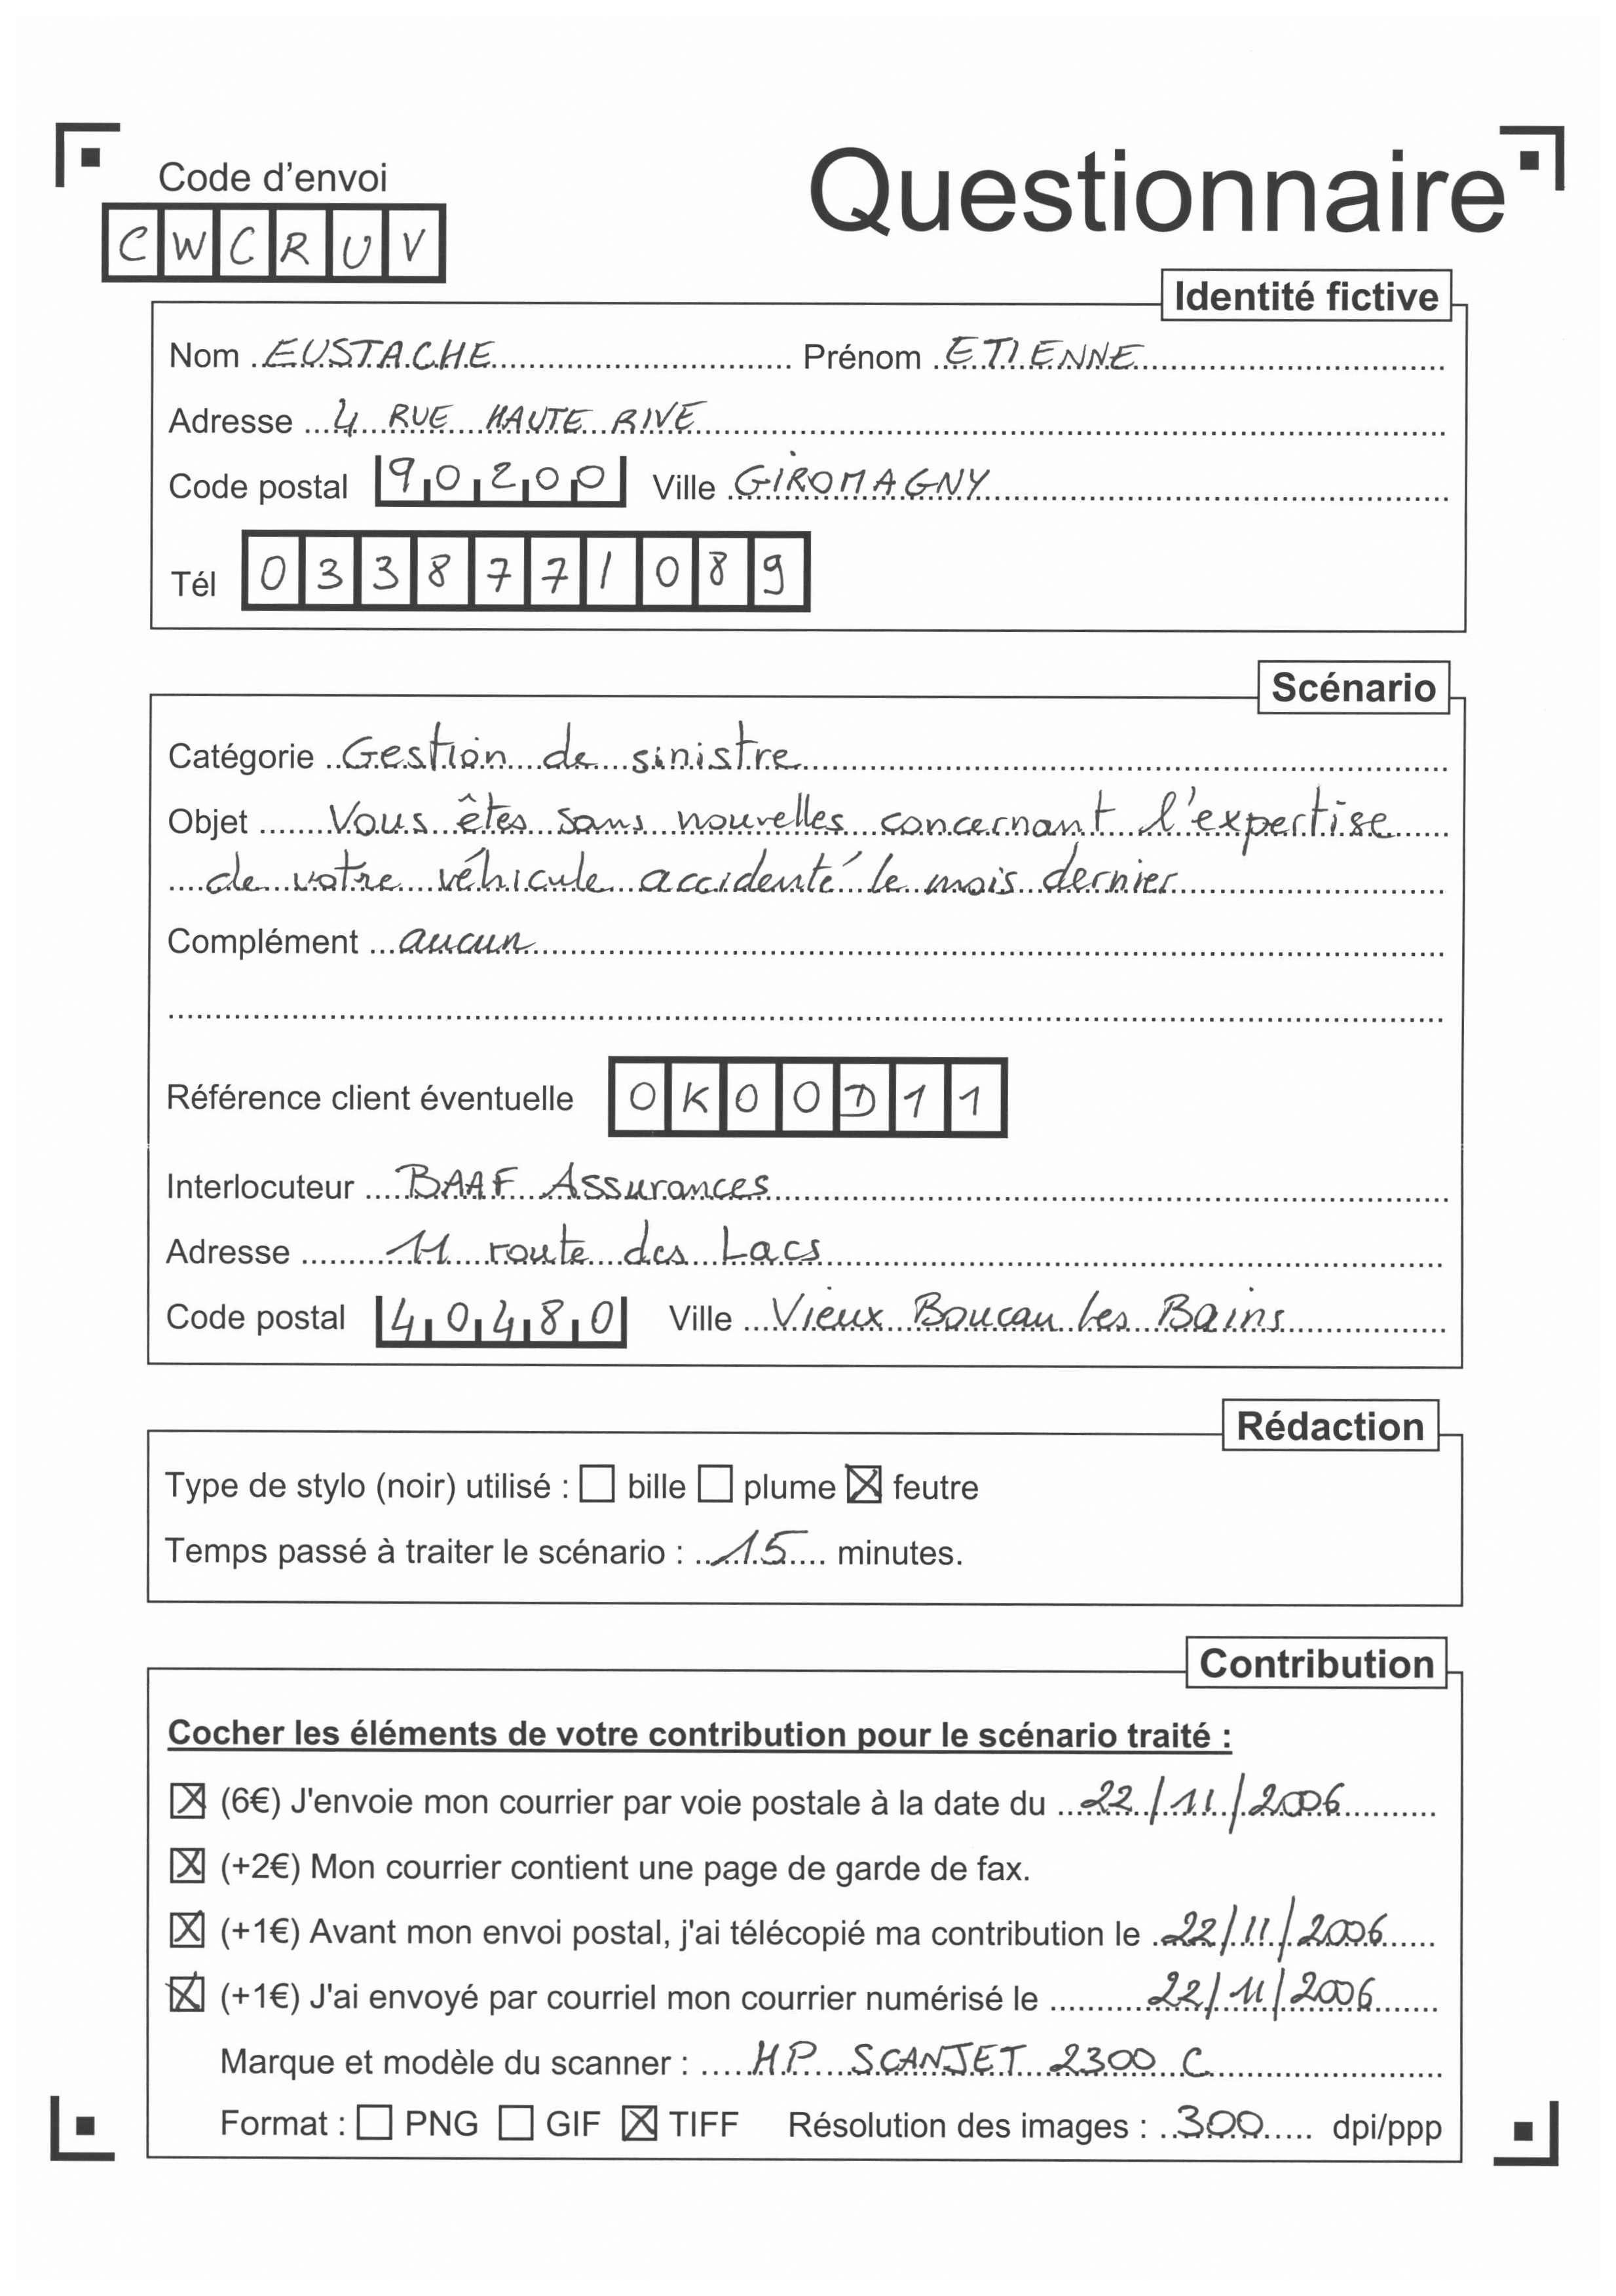 Code d'envoi
Questionnaire
CWCRUV
Identité fictive
Nom EUSTACHE Prénom ETIENNE
Adresse 4 RUE HAUTE RIVE
Code postal 90200 Ville GIROMAGNY
Tél 0338771089
Scénario
Catégorie Gestion de sinistre
Objet Vous êtes sans nouvelles concernant l'expertise
de votre véhicule accidenté le mois dernier
Complément aucun
Référence client éventuelle OK00D11
Interlocuteur BAAF Assurances
Adresse 11 route des Lacs
Code postal 40480 Ville Vieux Boucau les Bains
Rédaction
Type de stylo (noir) utilisé : ☐ bille ☐ plume ☒ feutre
Temps passé à traiter le scénario : 15 minutes.
Contribution
Cocher les éléments de votre contribution pour le scénario traité :
☒ (6€) J'envoie mon courrier par voie postale à la date du 22/11/2006
☒ (+2€) Mon courrier contient une page de garde de fax.
☒ (+1€) Avant mon envoi postal, j'ai télécopié ma contribution le 22/11/2006
☒ (+1€) J'ai envoyé par courriel mon courrier numérisé le 22/11/2006
Marque et modèle du scanner : HP SCANJET 2300 C
Format : ☐ PNG ☐ GIF ☒ TIFF Résolution des images : 300 dpi/ppp